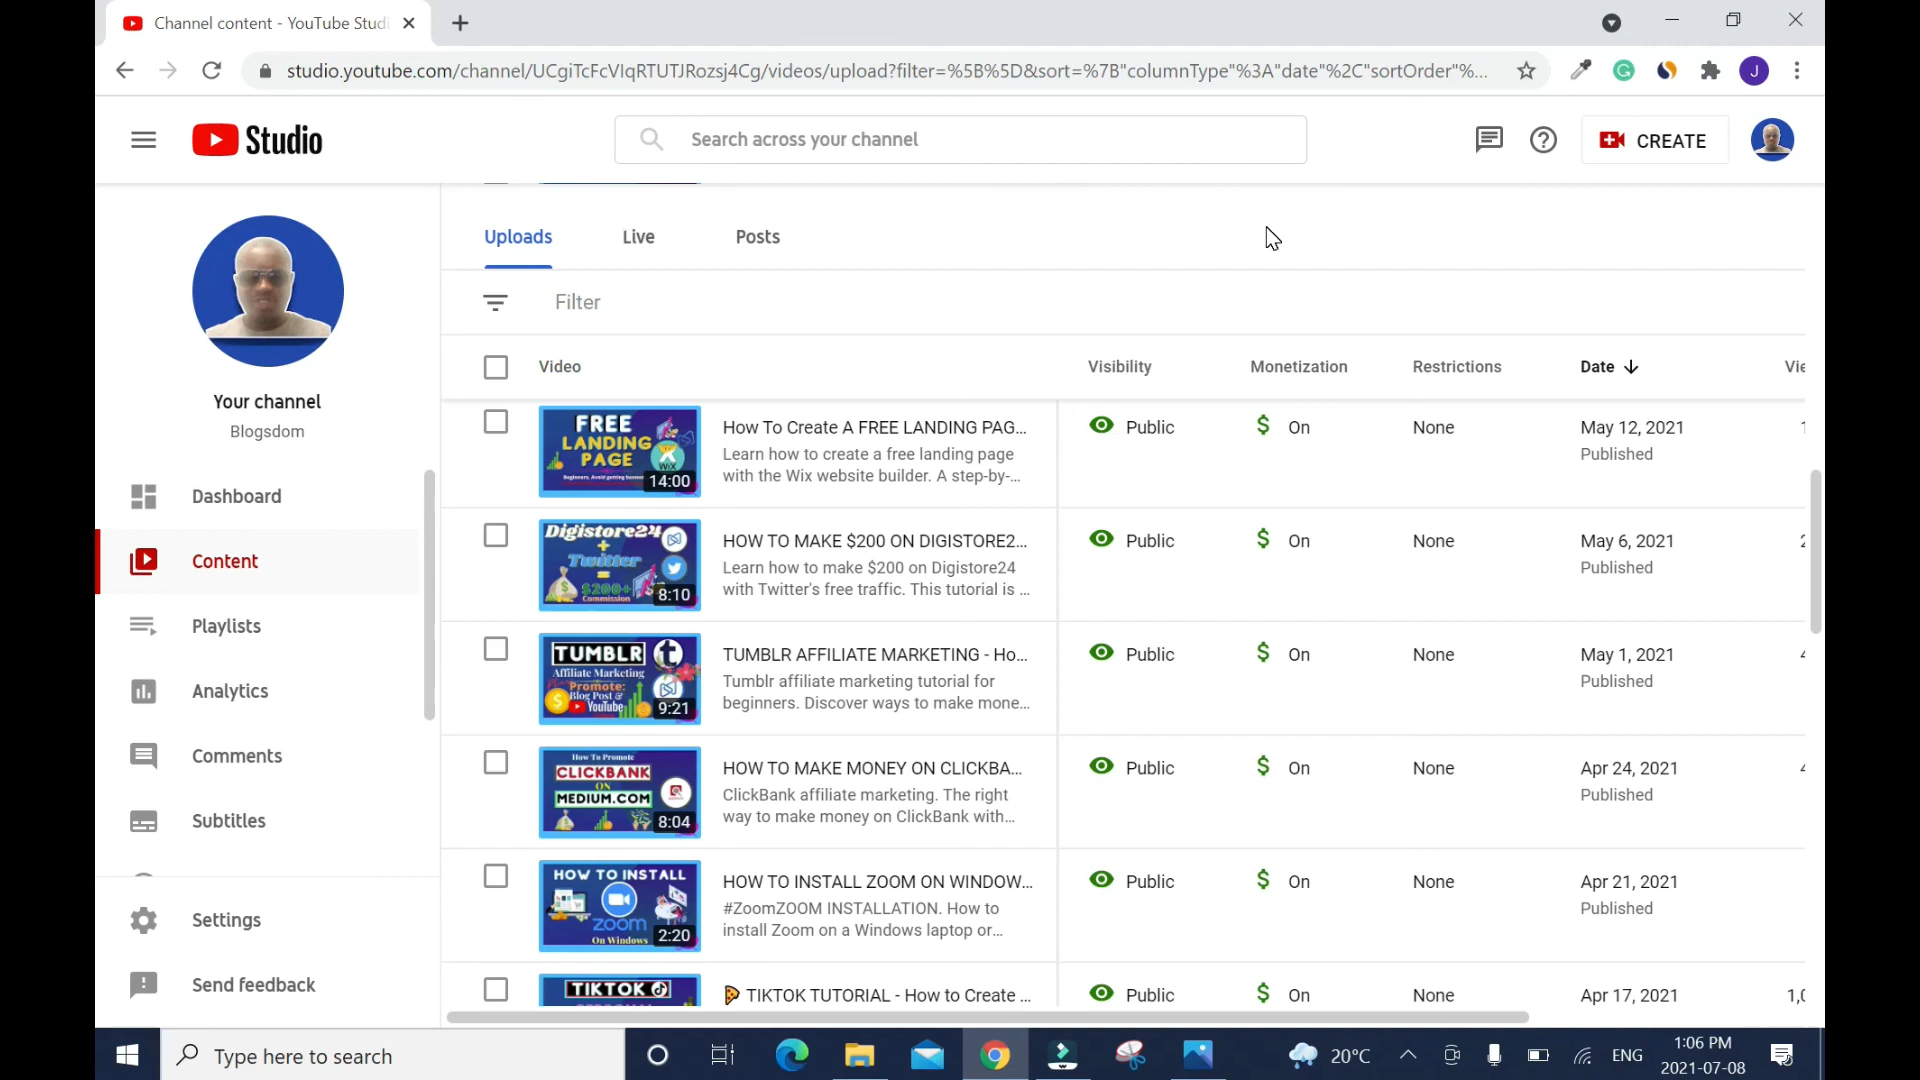 Channel content - YouTube Studi
studio.youtube.com/channel/UCgiTcFcVIqRTUTJRozsj4Cg/videos/upload?filter=%5B%5D&sort=%7B"columnType"%3A"date"%2C"sortOrder"%...
J
Studio
Search across your channel
CREATE
Your channel
Blogsdom
Dashboard
Content
Playlists
Analytics
Comments
Subtitles
Settings
Send feedback
Uploads Live Posts
Filter
Video Visibility Monetization Restrictions Date Vie
FREE
LANDING
PAGE
WiX
14:00
How To Create A FREE LANDING PAG...
Learn how to create a free landing page
with the Wix website builder. A step-by-...
Public $ On None May 12, 2021
Published
Digistore24
+
Twitter
=
$200+
Commission
8:10
HOW TO MAKE $200 ON DIGISTORE2...
Learn how to make $200 on Digistore24
with Twitter's free traffic. This tutorial is ...
Public $ On None May 6, 2021
Published
TUMBLR
Affiliate Marketing
Promote:
Blog Post &
YouTube
9:21
TUMBLR AFFILIATE MARKETING - Ho...
Tumblr affiliate marketing tutorial for
beginners. Discover ways to make mone...
Public $ On None May 1, 2021
Published
How To Promote
CLICKBANK
ON
MEDIUM.COM
8:04
HOW TO MAKE MONEY ON CLICKBA...
ClickBank affiliate marketing. The right
way to make money on ClickBank with...
Public $ On None Apr 24, 2021
Published
HOW TO INSTALL
ZOOM
On Windows
2:20
HOW TO INSTALL ZOOM ON WINDOW...
#ZoomZOOM INSTALLATION. How to
install Zoom on a Windows laptop or...
Public $ On None Apr 21, 2021
Published
TIKTOK
🍕 TIKTOK TUTORIAL - How to Create ...
Public $ On None Apr 17, 2021 1,0
Type here to search
20°C
ENG
1:06 PM
2021-07-08